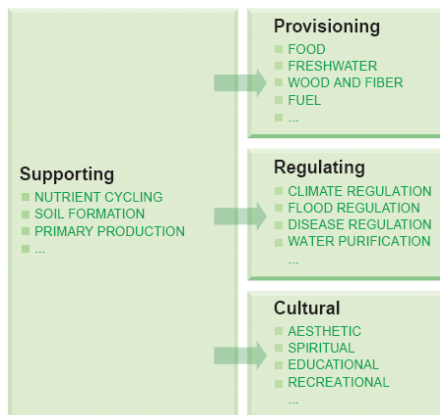 Supporting
NUTRIENT CYCLING
SOIL FORMATION
PRIMARY PRODUCTION
...
Provisioning
FOOD
FRESHWATER
WOOD AND FIBER
FUEL
...
Regulating
CLIMATE REGULATION
FLOOD REGULATION
DISEASE REGULATION
WATER PURIFICATION
...
Cultural
AESTHETIC
SPIRITUAL
EDUCATIONAL
RECREATIONAL
...